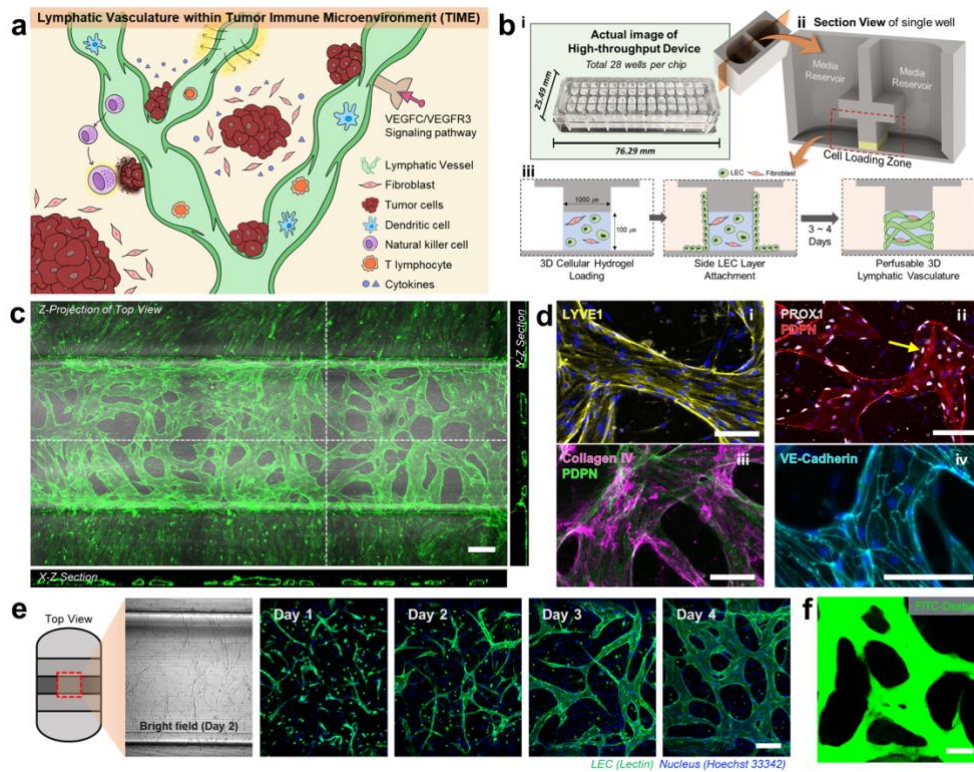 a
Lymphatic Vasculature within Tumor Immune Microenvironment (TIME)
VEGFC/VEGFR3
Signaling pathway
Lymphatic Vessel
Fibroblast
Tumor cells
Dendritic cell
Natural killer cell
T lymphocyte
Cytokines
b
i
Actual image of
High-throughput Device
Total 28 wells per chip
25.49 mm
76.29 mm
ii
Section View of single well
Media
Reservoir
Media
Reservoir
Cell Loading Zone
iii
LEC
Fibroblast
1000 μm
100 μm
3D Cellular Hydrogel
Loading
Side LEC Layer
Attachment
3 ~ 4
Days
Perfusable 3D
Lymphatic Vasculature
c
Z-Projection of Top View
Y-Z Section
X-Z Section
d
LYVE1
i
PROX1
PDPN
ii
Collagen IV
PDPN
iii
VE-Cadherin
iv
e
Top View
Bright field (Day 2)
Day 1
Day 2
Day 3
Day 4
LEC (Lectin)
Nucleus (Hoechst 33342)
f